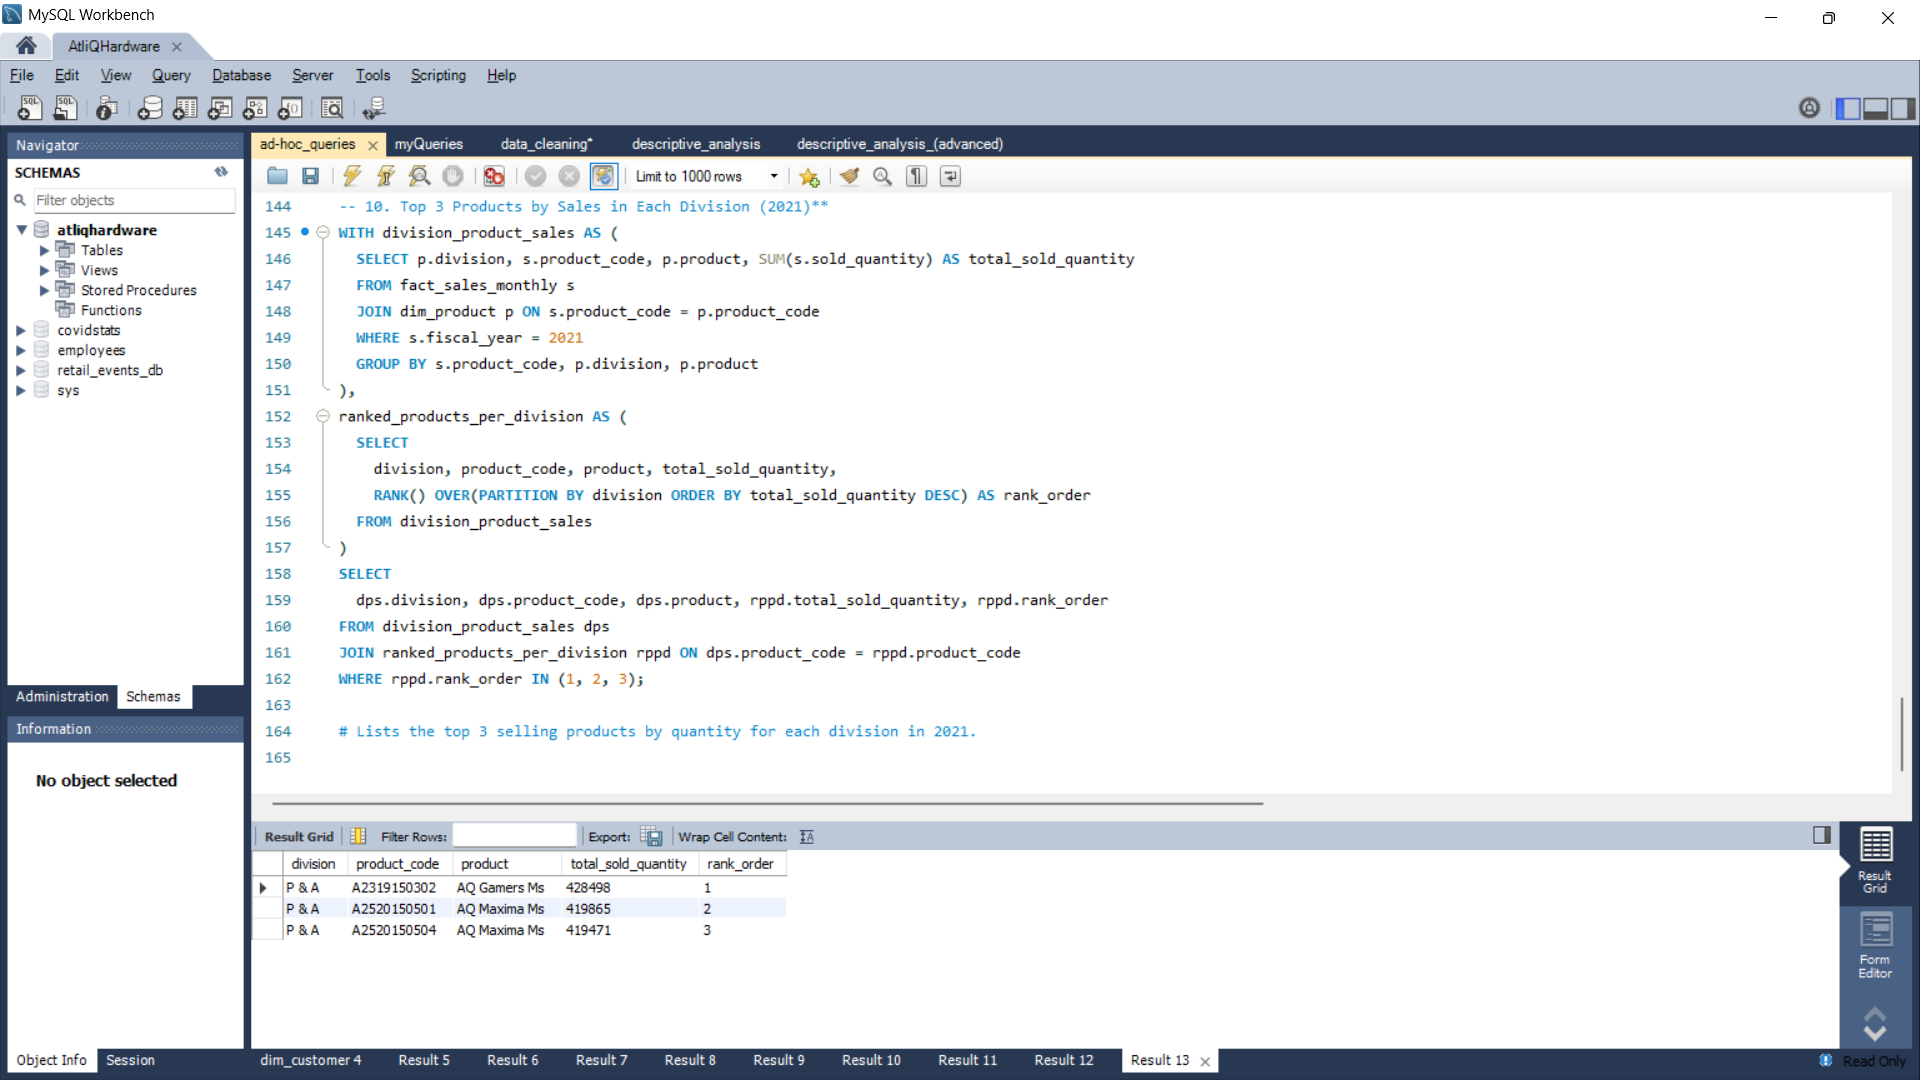 MySQL Workbench
AtliQHardware
File Edit View Query Database Server Tools Scripting Help
Navigator
SCHEMAS
Filter objects
atliqhardware
Tables
Views
Stored Procedures
Functions
covidstats
employees
retail_events_db
sys
Administration Schemas
Information
No object selected
Object Info Session
ad-hoc_queries myQueries data_cleaning* descriptive_analysis descriptive_analysis_(advanced)
Limit to 1000 rows
144 -- 10. Top 3 Products by Sales in Each Division (2021)**
145 WITH division_product_sales AS (
146 SELECT p.division, s.product_code, p.product, SUM(s.sold_quantity) AS total_sold_quantity
147 FROM fact_sales_monthly s
148 JOIN dim_product p ON s.product_code = p.product_code
149 WHERE s.fiscal_year = 2021
150 GROUP BY s.product_code, p.division, p.product
151 ),
152 ranked_products_per_division AS (
153 SELECT
154 division, product_code, product, total_sold_quantity,
155 RANK() OVER(PARTITION BY division ORDER BY total_sold_quantity DESC) AS rank_order
156 FROM division_product_sales
157 )
158 SELECT
159 dps.division, dps.product_code, dps.product, rppd.total_sold_quantity, rppd.rank_order
160 FROM division_product_sales dps
161 JOIN ranked_products_per_division rppd ON dps.product_code = rppd.product_code
162 WHERE rppd.rank_order IN (1, 2, 3);
163
164 # Lists the top 3 selling products by quantity for each division in 2021.
165
Result Grid Filter Rows: Export: Wrap Cell Content:
division product_code product total_sold_quantity rank_order
P & A A2319150302 AQ Gamers Ms 428498 1
P & A A2520150501 AQ Maxima Ms 419865 2
P & A A2520150504 AQ Maxima Ms 419471 3
Result
Grid
Form
Editor
dim_customer 4 Result 5 Result 6 Result 7 Result 8 Result 9 Result 10 Result 11 Result 12 Result 13
Read Only